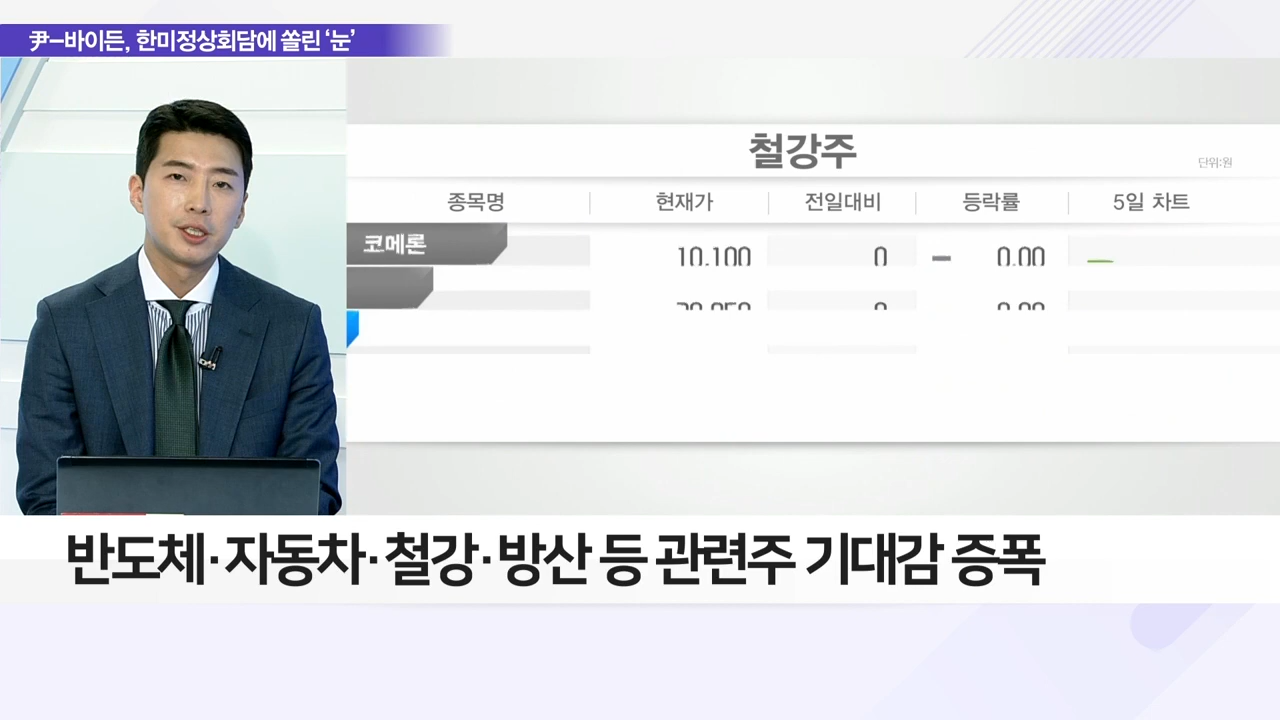 尹-바이든, 한미정상회담에 쏠린 '눈'
철강주
단위:원
종목명 현재가 전일대비 등락률 5일 차트
코메론 10,100 0 0.00
반도체·자동차·철강·방산 등 관련주 기대감 증폭